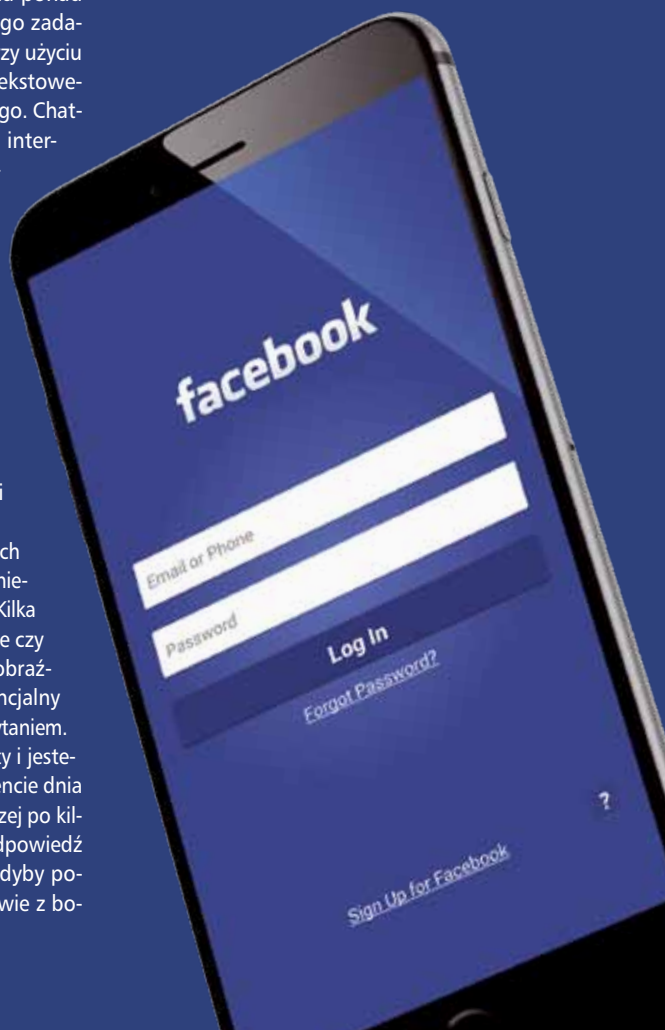 go zada-
zy użyciu
ekstowe-
go. Chat-
inter-
i
ch
nie-
Kilka
e czy
obraź-
ncjalny
ytaniem.
ty i jeste-
encie dnia
zej po kil-
dpowiedź
dyby po-
wie z bo-
facebook
Email or Phone
Password
Log In
Forgot Password?
?
Sign Up for Facebook